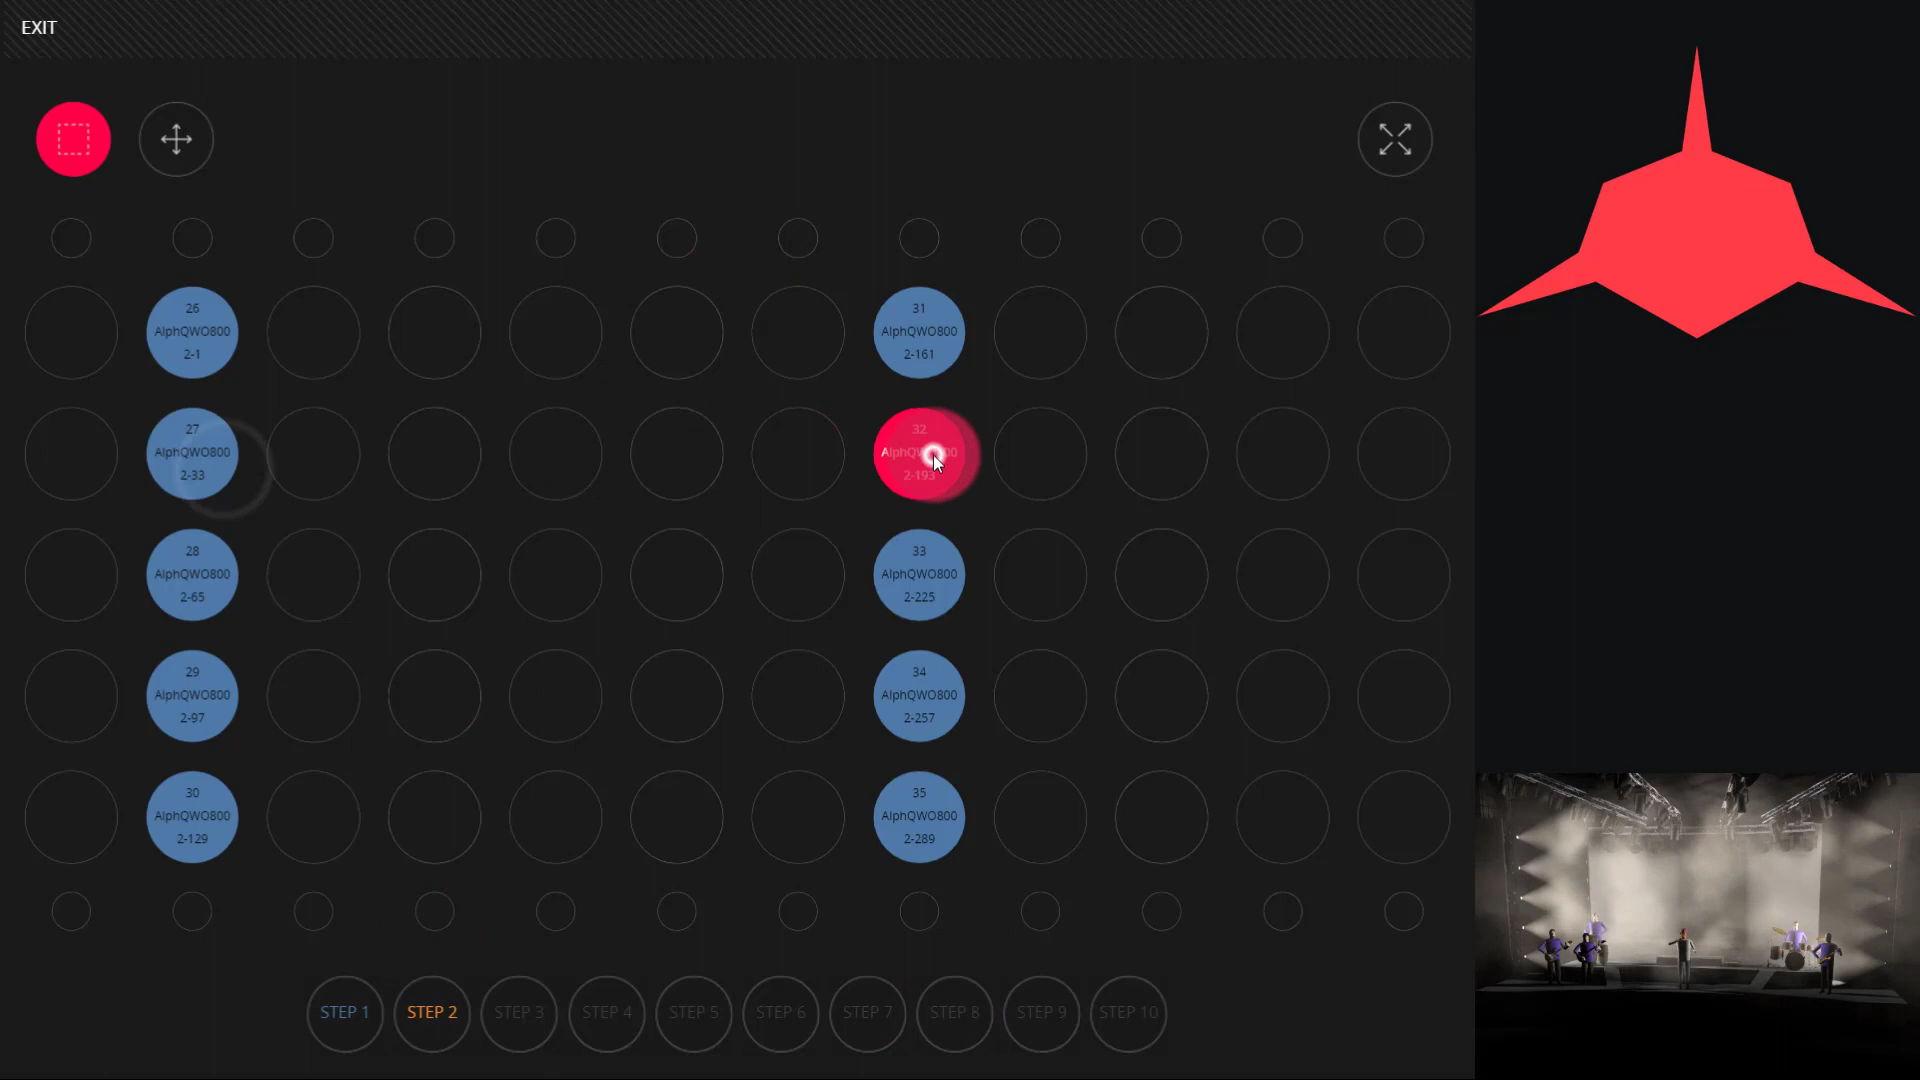 EXIT
26
AlphQWO800
2-1
31
AlphQWO800
2-161
27
AlphQWO800
2-33
32
2-193
28
AlphQWO800
2-65
33
AlphQWO800
2-225
29
AlphQWO800
2-97
34
AlphQWO800
2-257
30
AlphQWO800
2-129
35
AlphQWO800
2-289
STEP 1
STEP 2
STEP 3
STEP 4
STEP 5
STEP 6
STEP 7
STEP 8
STEP 9
STEP 10